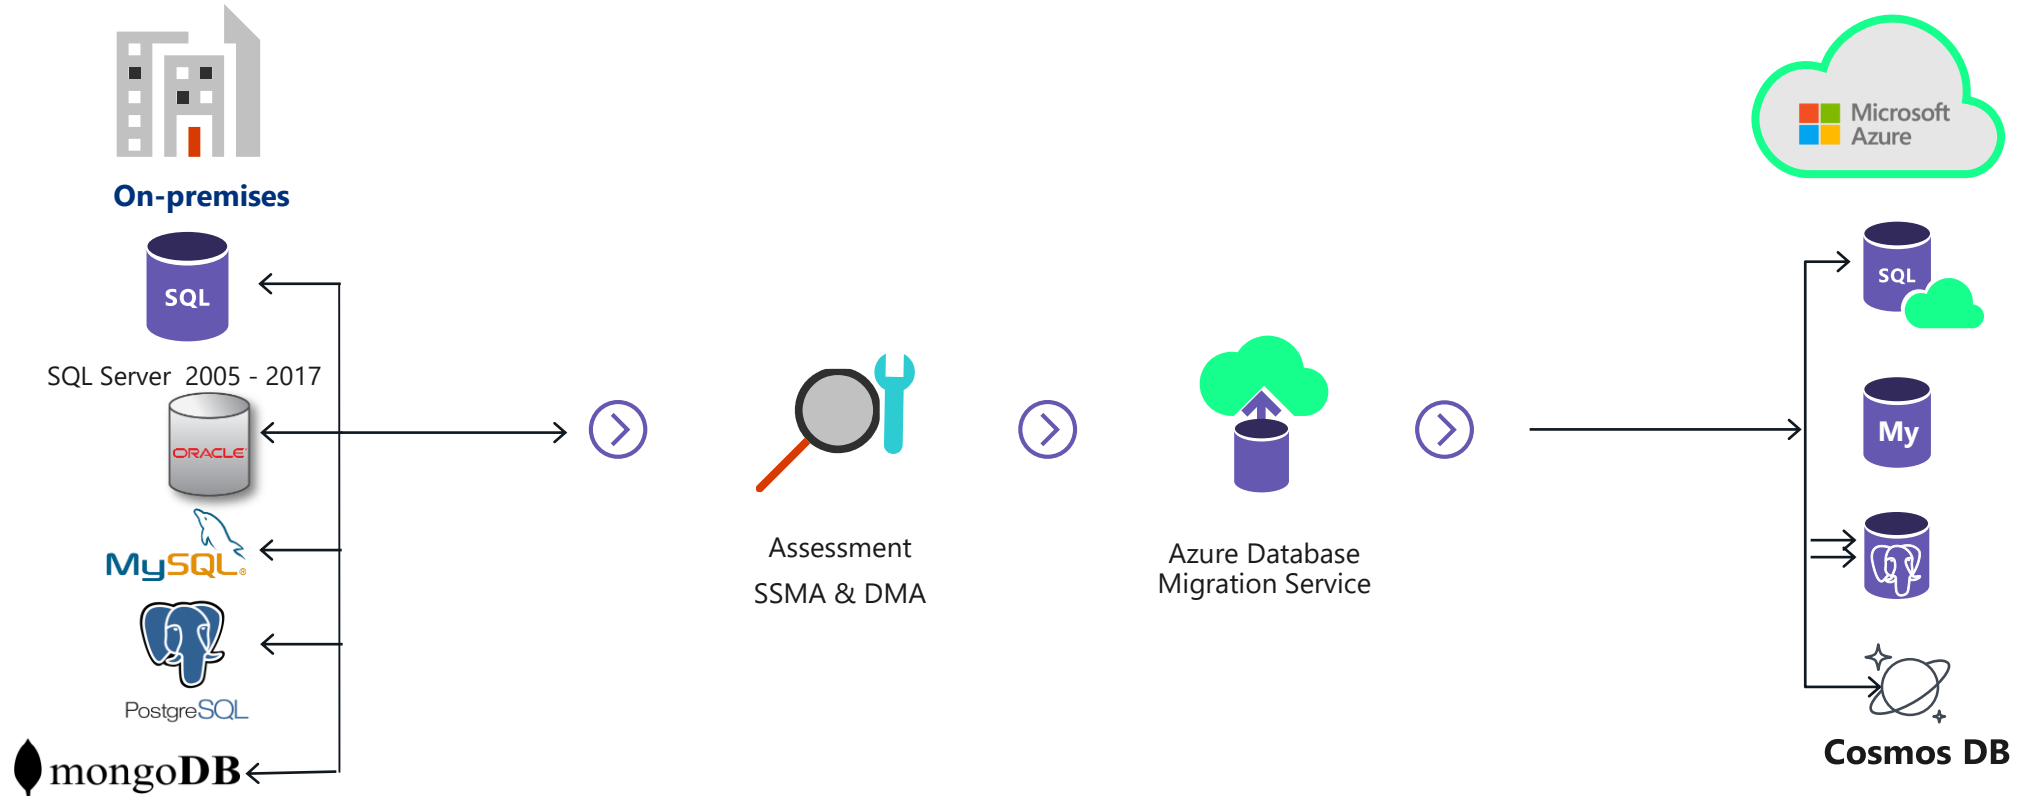 On-premises
SQL
SQL Server 2005 - 2017
ORACLE
MySQL®
PostgreSQL
mongoDB
Assessment
SSMA & DMA
Azure Database
Migration Service
Microsoft
Azure
SQL
My
Cosmos DB